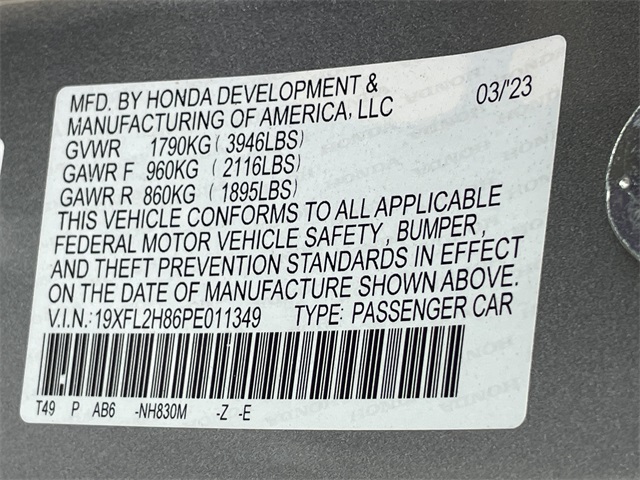 MFD. BY HONDA DEVELOPMENT &
MANUFACTURING OF AMERICA, LLC 03/23
GVWR 1790KG ( 3946LBS)
GAWR F 960KG ( 2116LBS)
GAWR R 860KG ( 1895LBS)
THIS VEHICLE CONFORMS TO ALL APPLICABLE
FEDERAL MOTOR VEHICLE SAFETY, BUMPER,
AND THEFT PREVENTION STANDARDS IN EFFECT
ON THE DATE OF MANUFACTURE SHOWN ABOVE.
V.I.N.:19XFL2H86PE011349 TYPE: PASSENGER CAR
T49 P AB6 -NH830M -Z -E